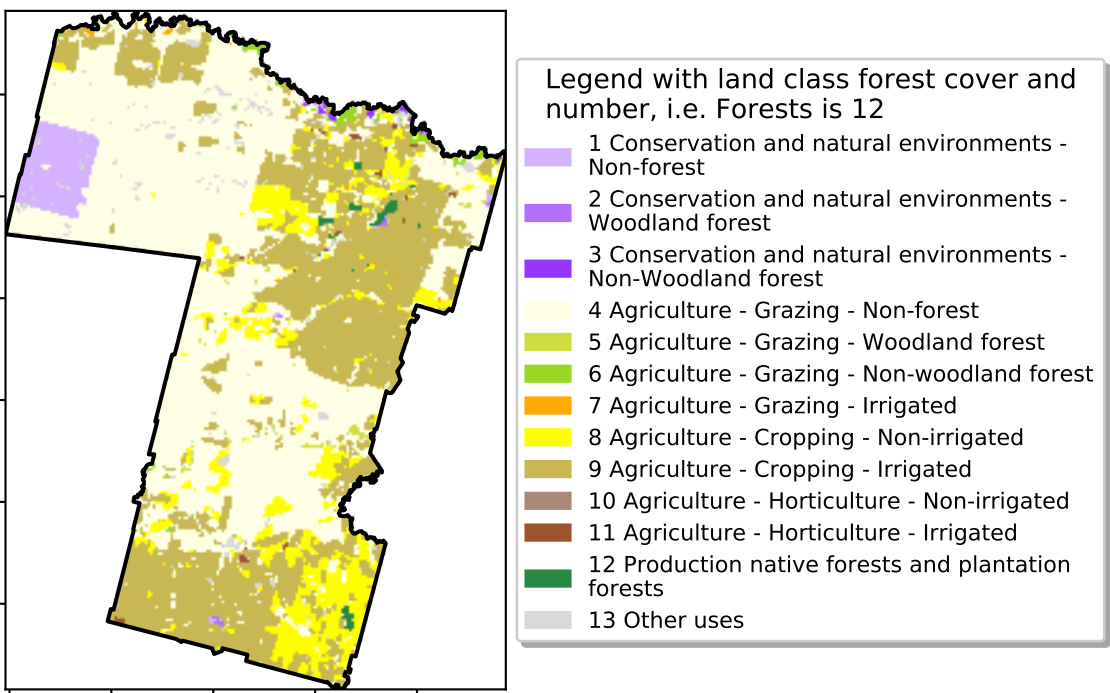 Legend with land class forest cover and
number, i.e. Forests is 12
1 Conservation and natural environments -
Non-forest
2 Conservation and natural environments -
Woodland forest
3 Conservation and natural environments -
Non-Woodland forest
4 Agriculture - Grazing - Non-forest
5 Agriculture - Grazing - Woodland forest
6 Agriculture - Grazing - Non-woodland forest
7 Agriculture - Grazing - Irrigated
8 Agriculture - Cropping - Non-irrigated
9 Agriculture - Cropping - Irrigated
10 Agriculture - Horticulture - Non-irrigated
11 Agriculture - Horticulture - Irrigated
12 Production native forests and plantation
forests
13 Other uses